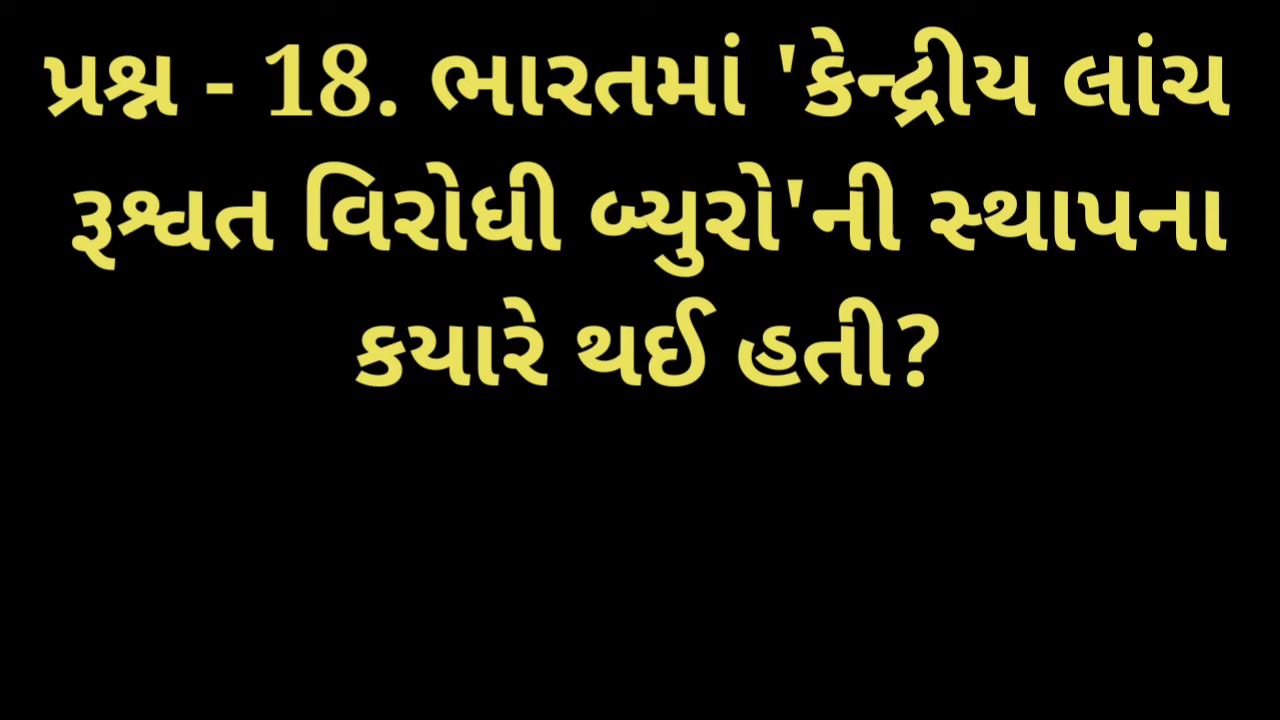 પ્રશ્ન - 18. ભારતમાં 'કેન્દ્રીય લાંચ
રૂશ્વત વિરોધી બ્યુરો'ની સ્થાપના
કયારે થઈ હતી?